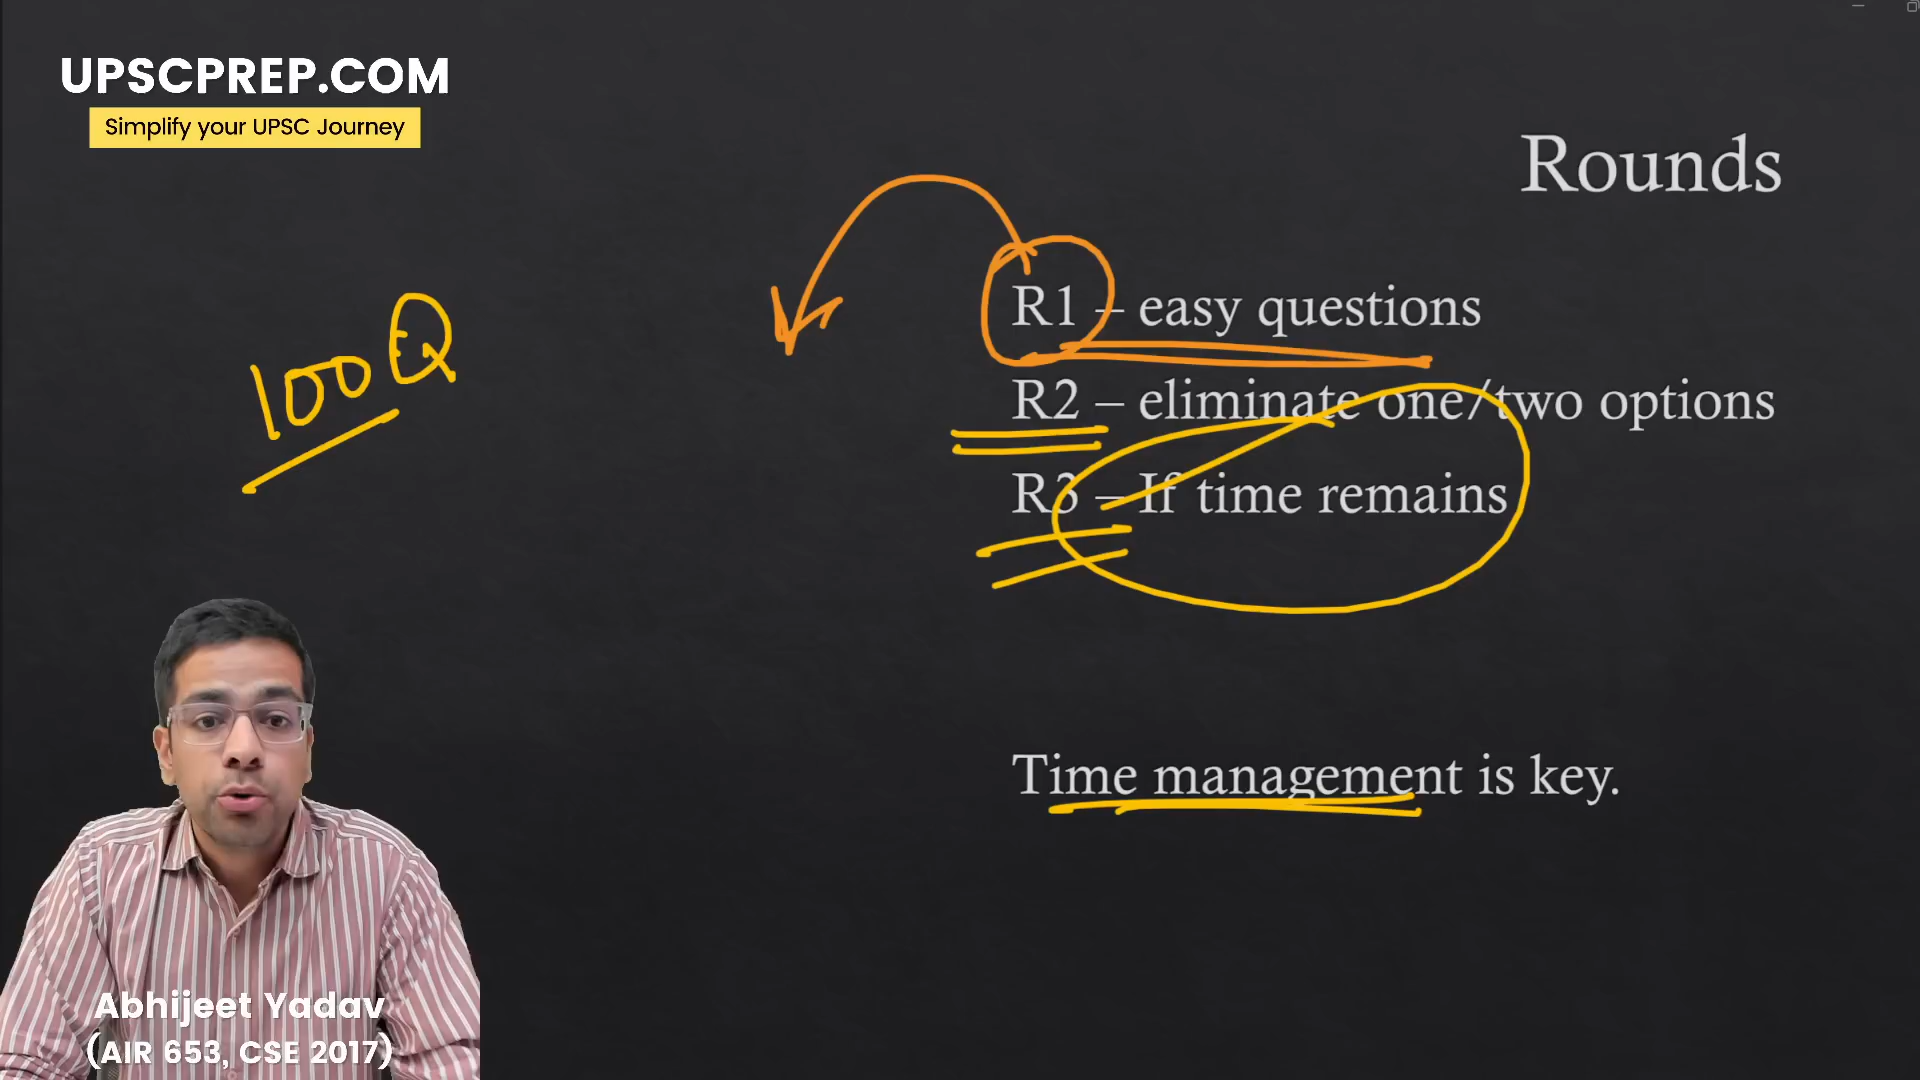 UPSCPREP.COM
Simplify your UPSC Journey
Rounds
R1 – easy questions
R2 – eliminate one/two options
R3 – If time remains
100 Q
Time management is key.
Abhijeet Yadav
(AIR 653, CSE 2017)